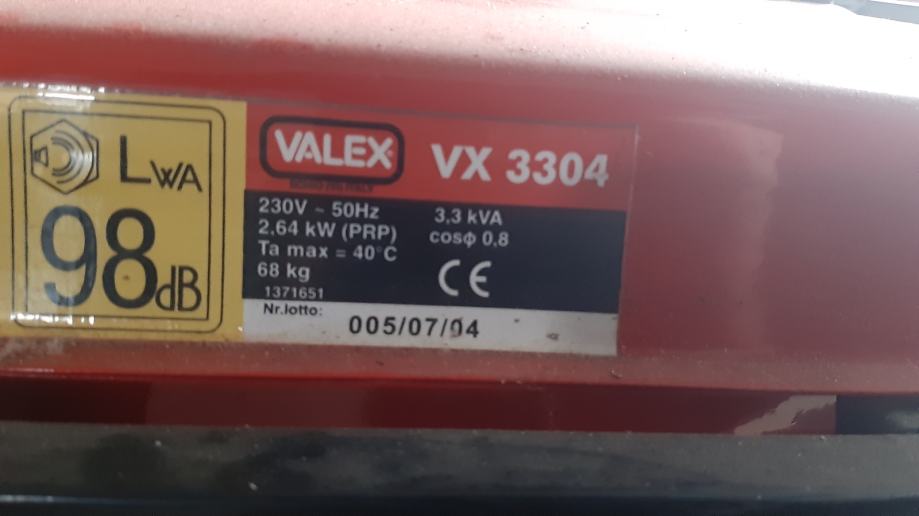 LWA
98dB
VALEX VX 3304
230V ~ 50Hz
2.64 kW (PRP)
Ta max = 40°C
68 kg
1371651
3,3 kVA
cosφ 0,8
CE
Nr.lotto:
005/07/04